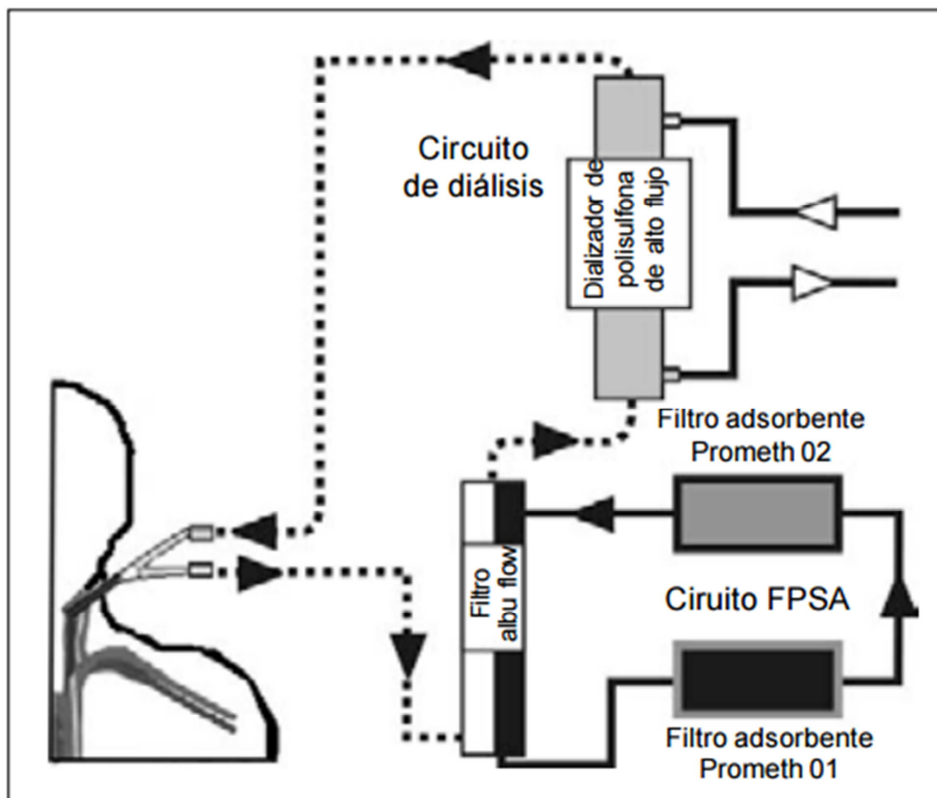 Circuito
de diálisis
Dializador de
polisulfona
de alto flujo
Filtro adsorbente
Prometh 02
Filtro
albu flow
Ciruito FPSA
Filtro adsorbente
Prometh 01